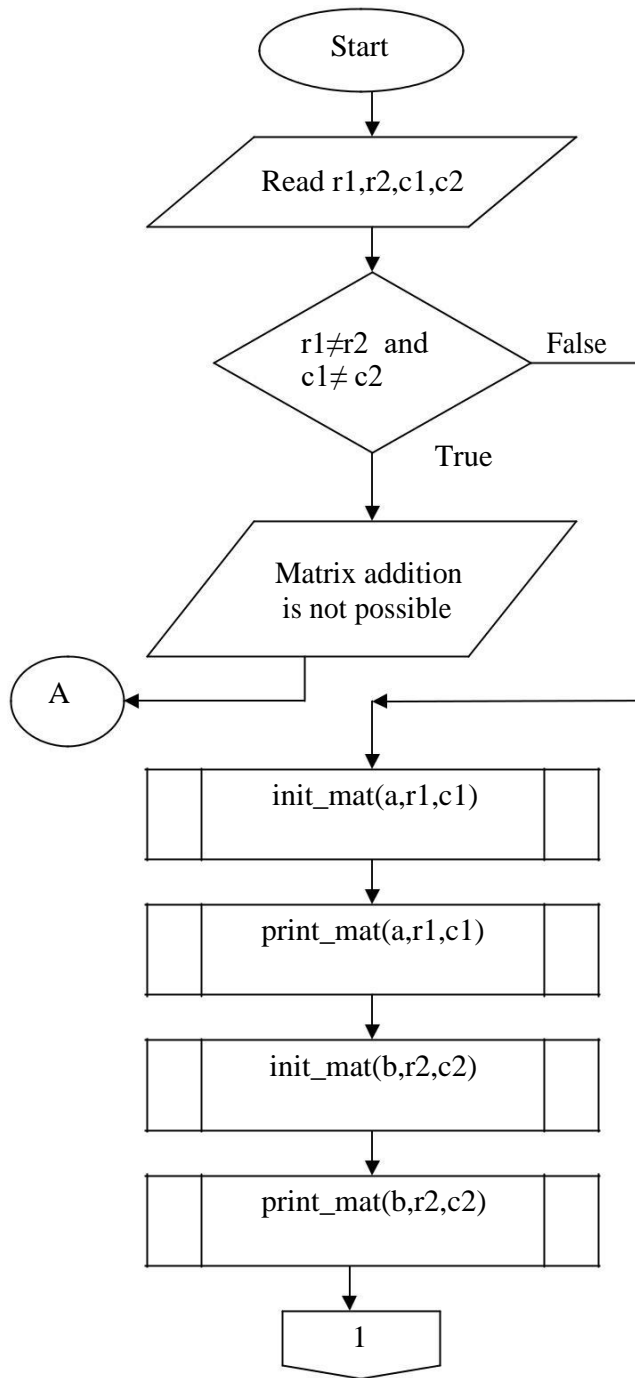 Start
Read r1,r2,c1,c2
r1≠r2 and
c1≠ c2
False
True
Matrix addition
is not possible
A
init_mat(a,r1,c1)
print_mat(a,r1,c1)
init_mat(b,r2,c2)
print_mat(b,r2,c2)
1